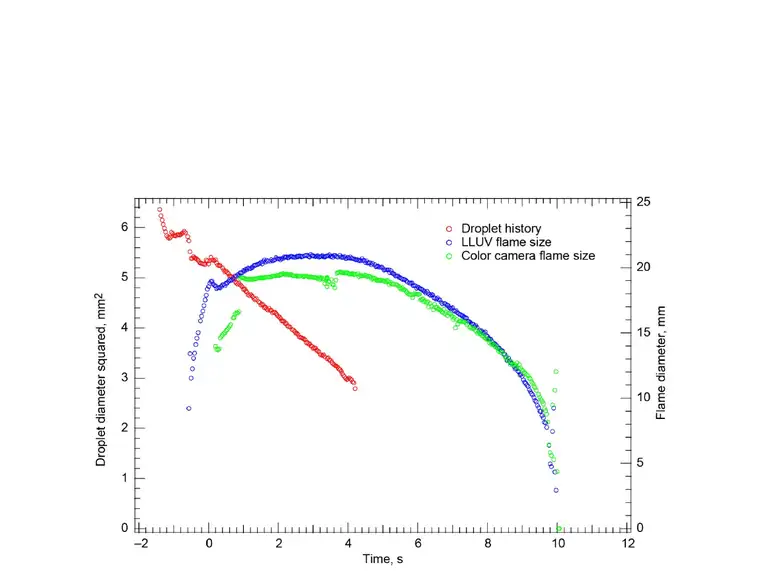 6
5
4
3
2
1
0
Droplet diameter squared, mm2
25
20
15
10
5
0
Flame diameter, mm
Droplet history
LLUV flame size
Color camera flame size
–2 0 2 4 6 8 10 12
Time, s